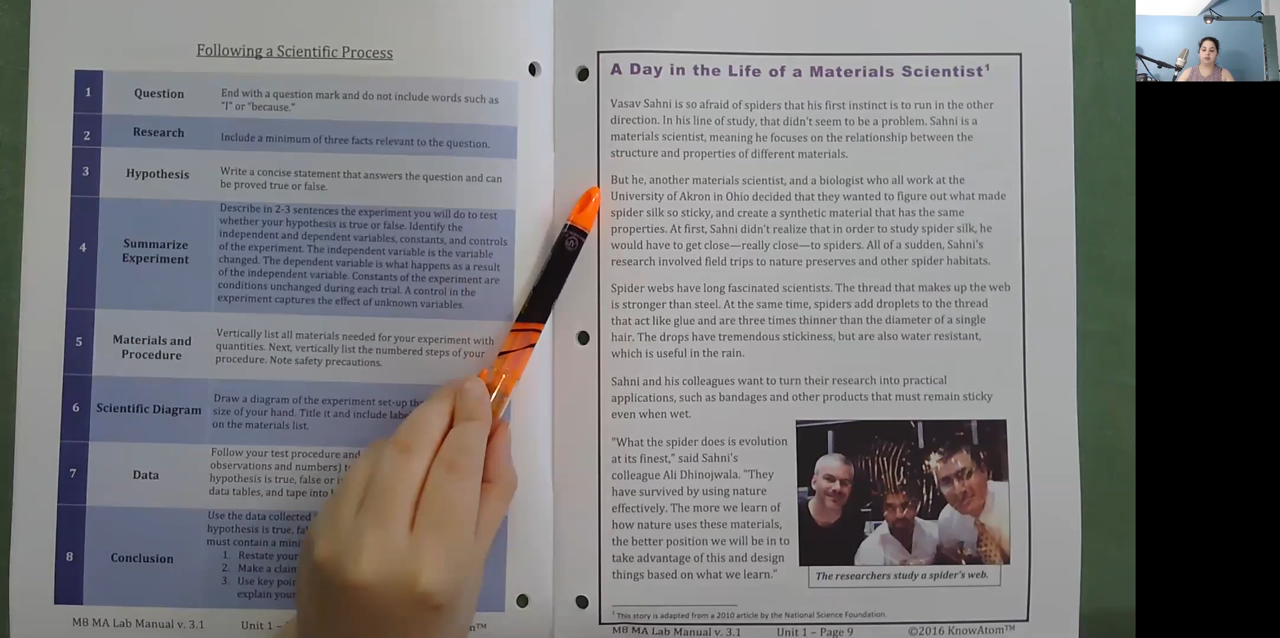 Following a Scientific Process
1
Question
End with a question mark and do not include words such as
"I" or "because."
2
Research
Include a minimum of three facts relevant to the question.
3
Hypothesis
Write a concise statement that answers the question and can
be proved true or false.
4
Summarize
Experiment
Describe in 2-3 sentences the experiment you will do to test
whether your hypothesis is true or false. Identify the
independent and dependent variables, constants, and controls
of the experiment. The independent variable is the variable
changed. The dependent variable is what happens as a result
of the independent variable. Constants of the experiment are
conditions unchanged during each trial. A control in the
experiment captures the effect of unknown variables.
5
Materials and
Procedure
Vertically list all materials needed for your experiment with
quantities. Next, vertically list the numbered steps of your
procedure. Note safety precautions.
6
Scientific Diagram
Draw a diagram of the experiment set-up
size of your hand. Title it and include
on the materials list.
7
Data
Follow your test procedure and
observations and numbers)
hypothesis is true, false or
data tables, and tape into
8
Conclusion
Use the data collected
hypothesis is true,
must contain a
1. Restate your
2. Make a claim
3. Use key
explain your
M8 MA Lab Manual v. 3.1
Unit 1 –
A Day in the Life of a Materials Scientist¹
Vasav Sahni is so afraid of spiders that his first instinct is to run in the other
direction. In his line of study, that didn't seem to be a problem. Sahni is a
materials scientist, meaning he focuses on the relationship between the
structure and properties of different materials.
But he, another materials scientist, and a biologist who all work at the
University of Akron in Ohio decided that they wanted to figure out what made
spider silk so sticky, and create a synthetic material that has the same
properties. At first, Sahni didn't realize that in order to study spider silk, he
would have to get close—really close—to spiders. All of a sudden, Sahni's
research involved field trips to nature preserves and other spider habitats.
Spider webs have long fascinated scientists. The thread that makes up the web
is stronger than steel. At the same time, spiders add droplets to the thread
that act like glue and are three times thinner than the diameter of a single
hair. The drops have tremendous stickiness, but are also water resistant,
which is useful in the rain.
Sahni and his colleagues want to turn their research into practical
applications, such as bandages and other products that must remain sticky
even when wet.
"What the spider does is evolution
at its finest," said Sahni's
colleague Ali Dhinojwala. "They
have survived by using nature
effectively. The more we learn of
how nature uses these materials,
the better position we will be in to
take advantage of this and design
things based on what we learn."
The researchers study a spider's web.
¹ This story is adapted from a 2010 article by the National Science Foundation.
M8 MA Lab Manual v. 3.1
Unit 1 – Page 9
©2016 KnowAtom™